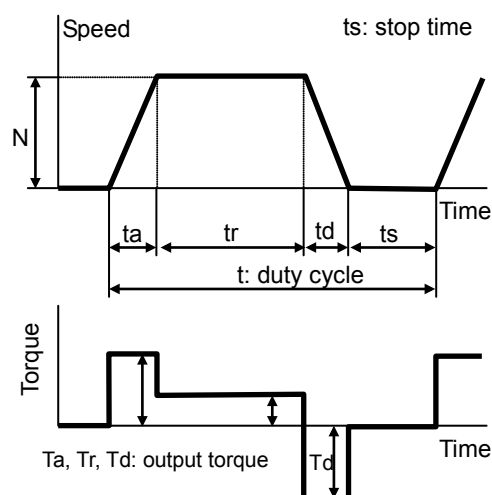 Speed
ts: stop time
N
Time
ta
tr
td
ts
t: duty cycle
Torque
Time
Ta, Tr, Td: output torque
Td